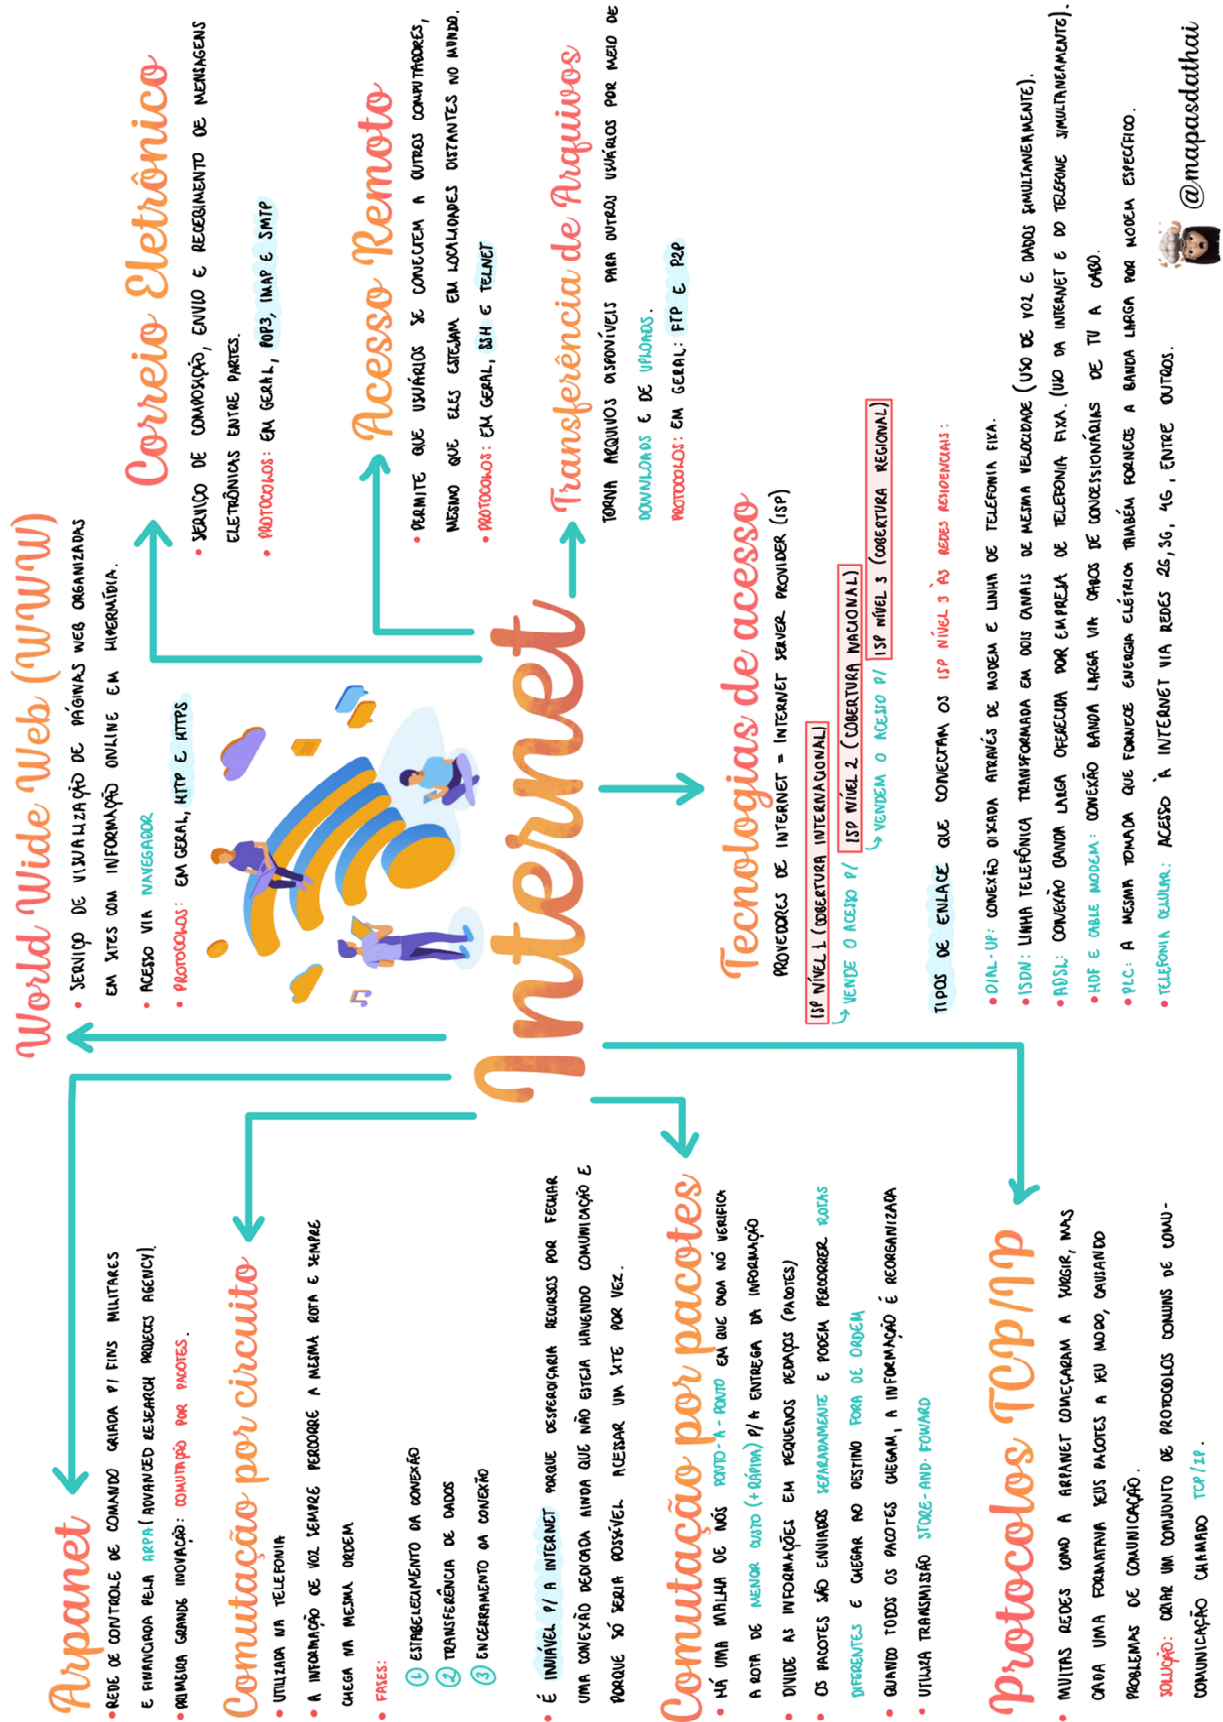 Internet
Arpanet
• REDE DE CONTROLE DE COMANDO CRIADA P/ FINS MILITARES
E FINANCIADA PELA ARPA (ADVANCED RESEARCH PROJECTS AGENCY).
• PRIMEIRA GRANDE INOVAÇÃO: COMUTAÇÃO POR PACOTES.
Comutação por circuito
• UTILIZADA NA TELEFONIA
• A INFORMAÇÃO DE VOZ SEMPRE PERCORRE A MESMA ROTA E SEMPRE
CHEGA NA MESMA ORDEM
• FASES:
1 ESTABELECIMENTO DA CONEXÃO
2 TRANSFERÊNCIA DE DADOS
3 ENCERRAMENTO DA CONEXÃO
• É INVIÁVEL P/ A INTERNET PORQUE DESPERDIÇARIA RECURSOS POR FECHAR
UMA CONEXÃO DEDICADA AINDA QUE NÃO ESTEJA HAVENDO COMUNICAÇÃO E
PORQUE SÓ SERIA POSSÍVEL ACESSAR UM SITE POR VEZ.
Comutação por pacotes
• HÁ UMA MALHA DE NÓS PONTO-A-PONTO EM QUE CADA NÓ VERIFICA
A ROTA DE MENOR CUSTO (+ RÁPIDA) P/ A ENTREGA DA INFORMAÇÃO
• DIVIDE AS INFORMAÇÕES EM PEQUENOS PEDAÇOS (PACOTES)
• OS PACOTES SÃO ENVIADOS SEPARADAMENTE E PODEM PERCORRER ROTAS
DIFERENTES E CHEGAR AO DESTINO FORA DE ORDEM
• QUANDO TODOS OS PACOTES CHEGAM, A INFORMAÇÃO É REORGANIZADA
• UTILIZA TRANSMISSÃO STORE-AND-FOWARD
Protocolos TCP/IP
• MUITAS REDES COMO A ARPANET COMEÇARAM A SURGIR, MAS
CADA UMA FORMATAVA SEUS PACOTES A SEU MODO, CAUSANDO
PROBLEMAS DE COMUNICAÇÃO.
SOLUÇÃO: CRIAR UM CONJUNTO DE PROTOCOLOS COMUNS DE COMU-
COMUNICAÇÃO CHAMADO TCP/IP.
World Wide Web (WWW)
• SERVIÇO DE VISUALIZAÇÃO DE PÁGINAS WEB ORGANIZADAS
EM SITES COM INFORMAÇÃO ONLINE EM HIPERMÍDIA.
• ACESSO VIA NAVEGADOR
• PROTOCOLOS: EM GERAL, HTTP E HTTPS
Correio Eletrônico
• SERVIÇO DE COMPOSIÇÃO, ENVIO E RECEBIMENTO DE MENSAGENS
ELETRÔNICAS ENTRE PARTES.
• PROTOCOLOS: EM GERAL, POP3, IMAP E SMTP
Acesso Remoto
• PERMITE QUE USUÁRIOS SE CONECTEM A OUTROS COMPUTADORES,
MESMO QUE ELES ESTEJAM EM LOCALIDADES DISTANTES NO MUNDO.
• PROTOCOLOS: EM GERAL, SSH E TELNET
Transferência de Arquivos
TORNA ARQUIVOS DISPONÍVEIS PARA OUTROS USUÁRIOS POR MEIO DE
DOWNLOADS E DE UPLOADS.
PROTOCOLOS: EM GERAL: FTP E P2P
Tecnologias de acesso
PROVEDORES DE INTERNET = INTERNET SERVER PROVIDER (ISP)
ISP NÍVEL 1 (COBERTURA INTERNACIONAL)
VENDE O ACESSO P/ ISP NÍVEL 2 (COBERTURA NACIONAL)
VENDEM O ACESSO P/ ISP NÍVEL 3 (COBERTURA REGIONAL)
TIPOS DE ENLACE QUE CONECTAM OS ISP NÍVEL 3 ÀS REDES RESIDENCIAIS:
• DIAL-UP: CONEXÃO DISCADA ATRAVÉS DE MODEM E LINHA DE TELEFONIA FIXA.
• ISDN: LINHA TELEFÔNICA TRANSFORMADA EM DOIS CANAIS DE MESMA VELOCIDADE (USO DE VOZ E DADOS SIMULTANEAMENTE).
• ADSL: CONEXÃO BANDA LARGA OFERECIDA POR EMPRESA DE TELEFONIA FIXA. (USO DA INTERNET E DO TELEFONE SIMULTANEAMENTE).
• HDF E CABLE MODEM: CONEXÃO BANDA LARGA VIA CABOS DE CONCESSIONÁRIAS DE TV A CABO.
• PLC: A MESMA TOMADA QUE FORNECE ENERGIA ELÉTRICA TAMBÉM FORNECE A BANDA LARGA POR MODEM ESPECÍFICO.
• TELEFONIA CELULAR: ACESSO À INTERNET VIA REDES 2G, 3G, 4G, ENTRE OUTROS.
@mapasdathai